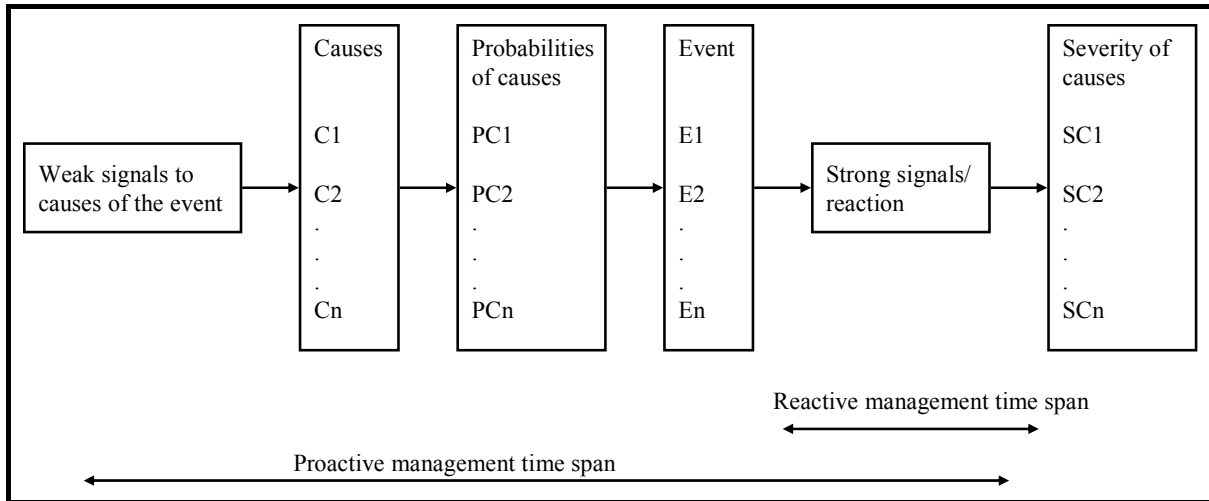 Causes
C1
C2
.
.
.
Cn
Probabilities
of causes
PC1
PC2
.
.
.
PCn
Event
E1
E2
.
.
.
En
Severity of
causes
SC1
SC2
.
.
.
SCn
Weak signals to
causes of the event
Strong signals/
reaction
Reactive management time span
Proactive management time span